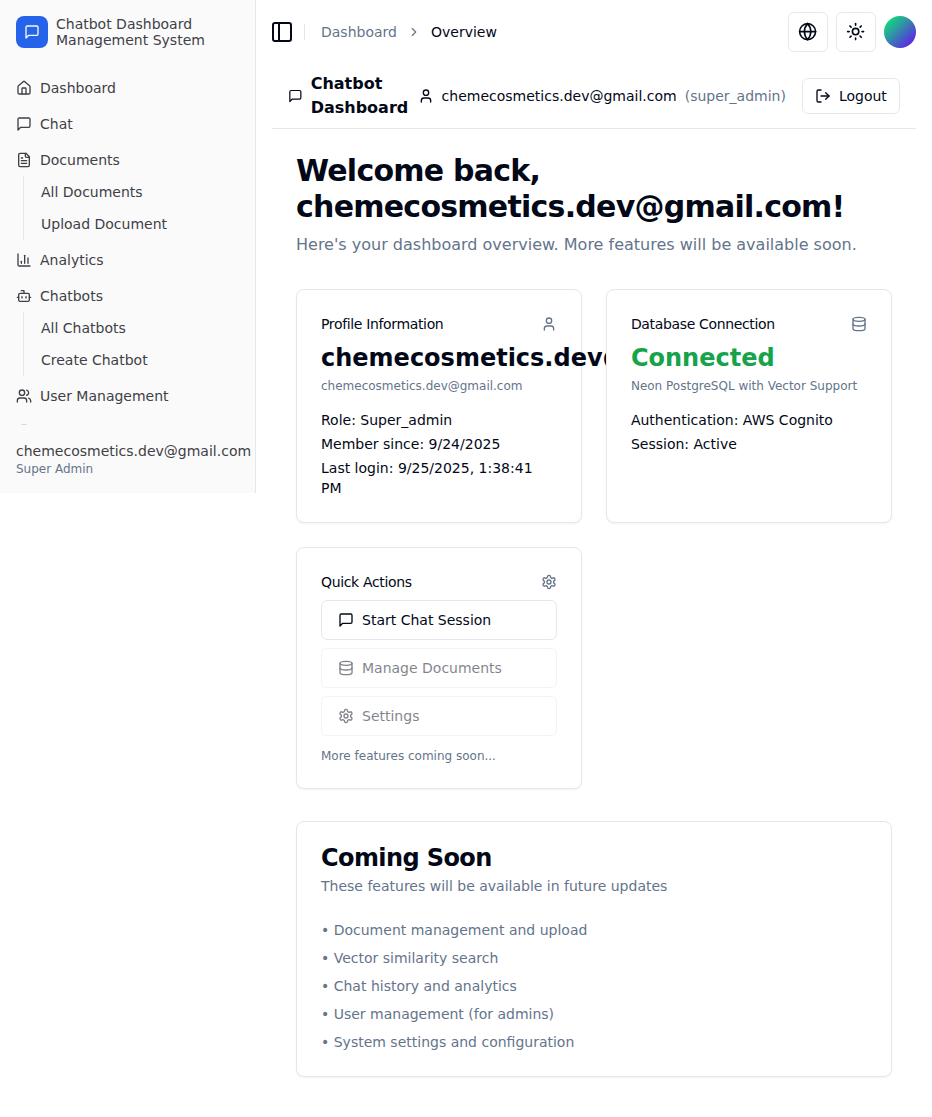 Chatbot Dashboard
Management System
Dashboard
Chat
Documents
All Documents
Upload Document
Analytics
Chatbots
All Chatbots
Create Chatbot
User Management
chemecosmetics.dev@gmail.com
Super Admin
Dashboard > Overview
Chatbot
Dashboard
chemecosmetics.dev@gmail.com (super_admin)
Logout
Welcome back,
chemecosmetics.dev@gmail.com!
Here's your dashboard overview. More features will be available soon.
Profile Information
chemecosmetics.dev
chemecosmetics.dev@gmail.com
Role: Super_admin
Member since: 9/24/2025
Last login: 9/25/2025, 1:38:41
PM
Database Connection
Connected
Neon PostgreSQL with Vector Support
Authentication: AWS Cognito
Session: Active
Quick Actions
Start Chat Session
Manage Documents
Settings
More features coming soon...
Coming Soon
These features will be available in future updates
• Document management and upload
• Vector similarity search
• Chat history and analytics
• User management (for admins)
• System settings and configuration